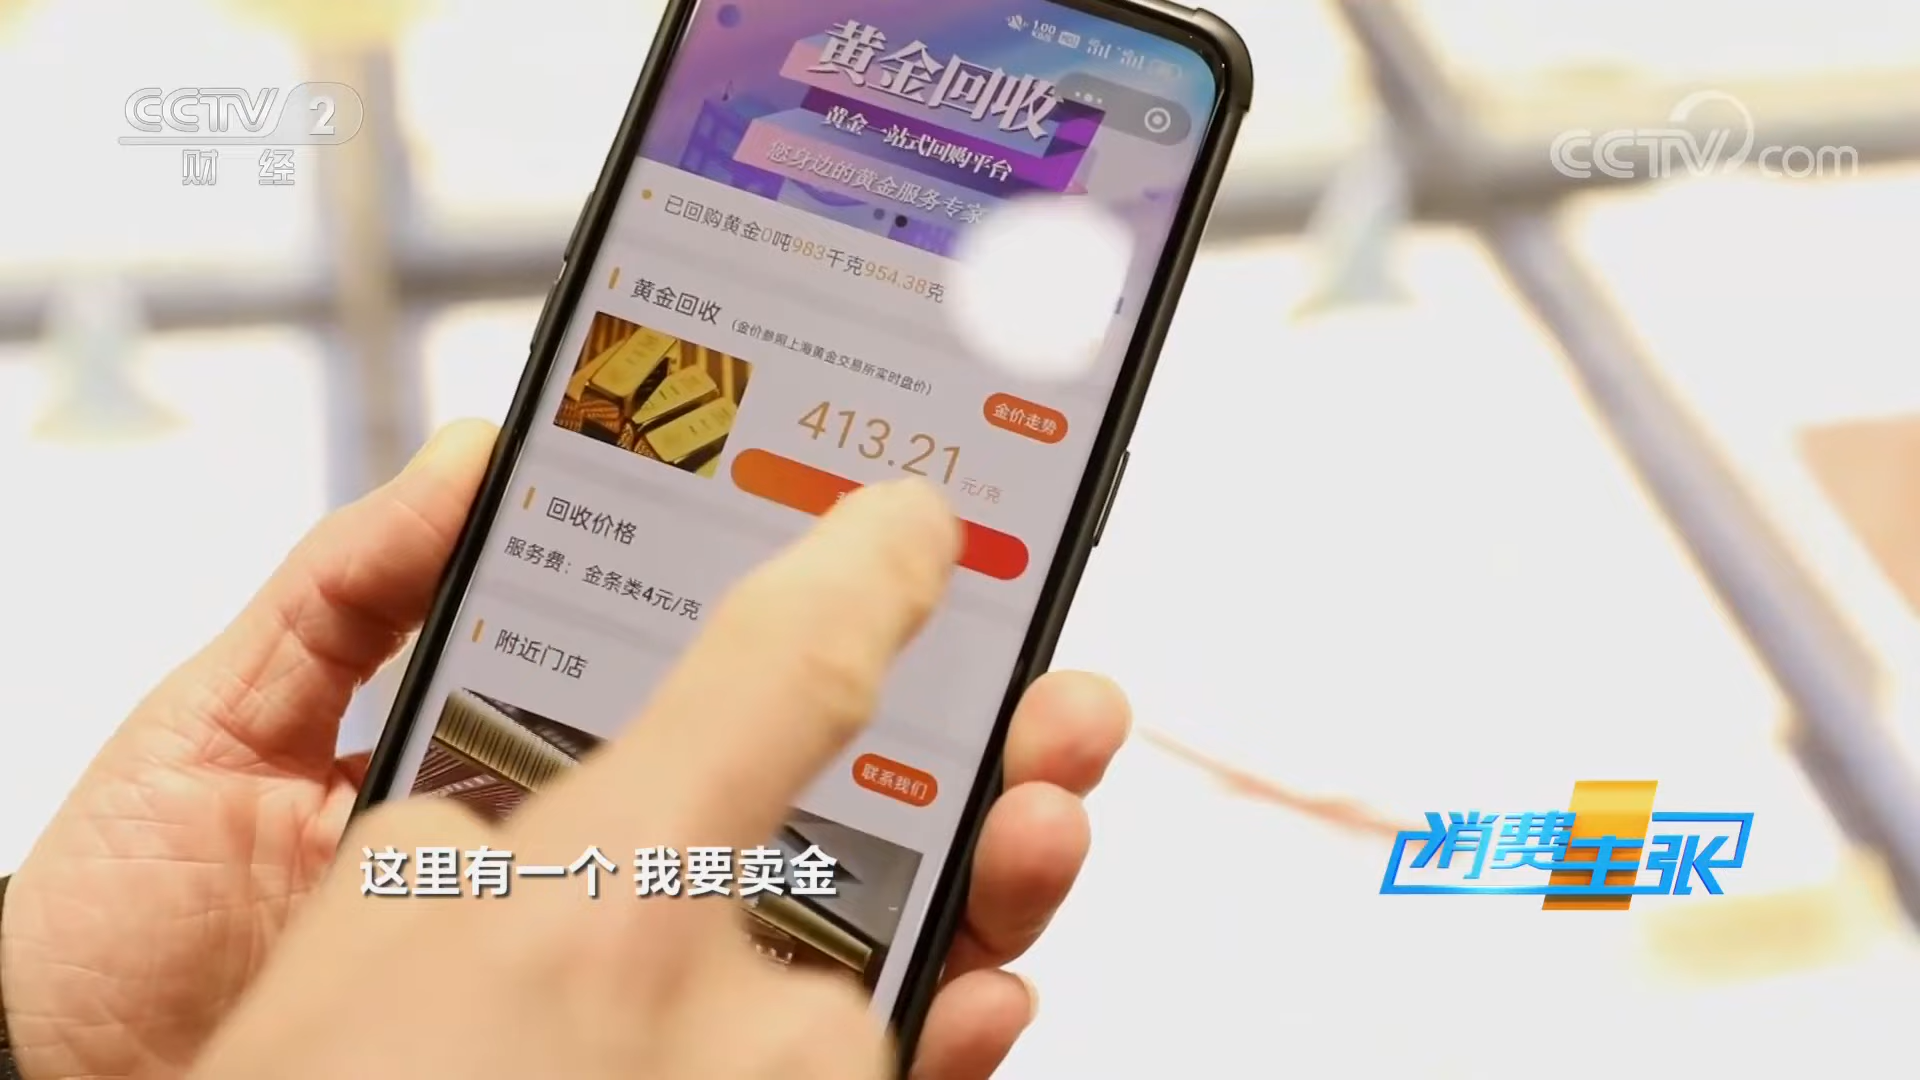 CCTV 2
财 经
CCTV.com
1.00
黄金回收
黄金一站式回购平台
您身边的黄金服务专家
已回购黄金0吨983千克954.38克
黄金回收 (金价参照上海黄金交易所实时盘价)
金价走势
413.21元/克
回收价格
服务费: 金条类4元/克
附近门店
联系我们
这里有一个 我要卖金
消费主张